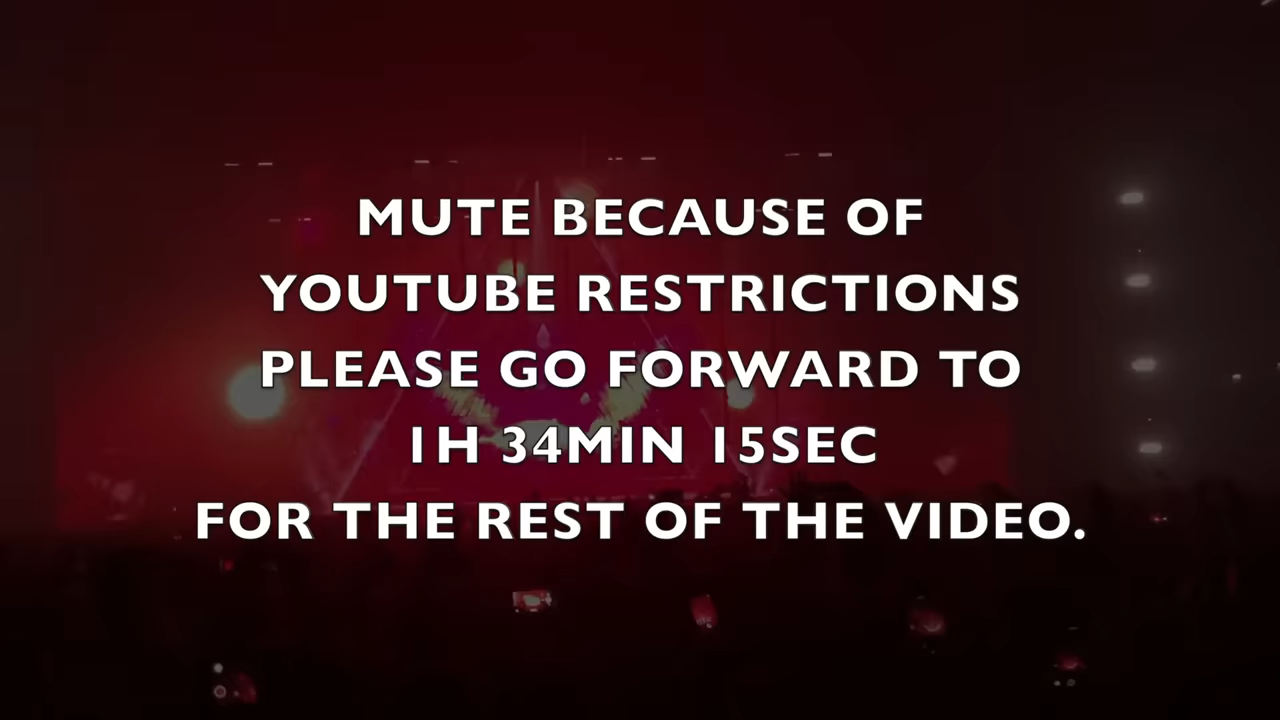 MUTE BECAUSE OF
YOUTUBE RESTRICTIONS
PLEASE GO FORWARD TO
1H 34MIN 15SEC
FOR THE REST OF THE VIDEO.